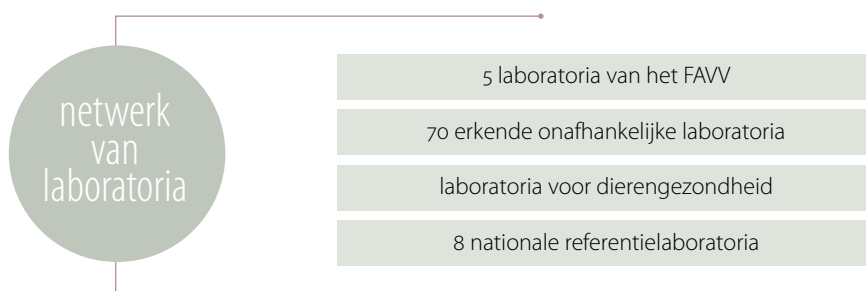 netwerk
van
laboratoria
5 laboratoria van het FAVV
70 erkende onafhankelijke laboratoria
laboratoria voor dierengezondheid
8 nationale referentielaboratoria